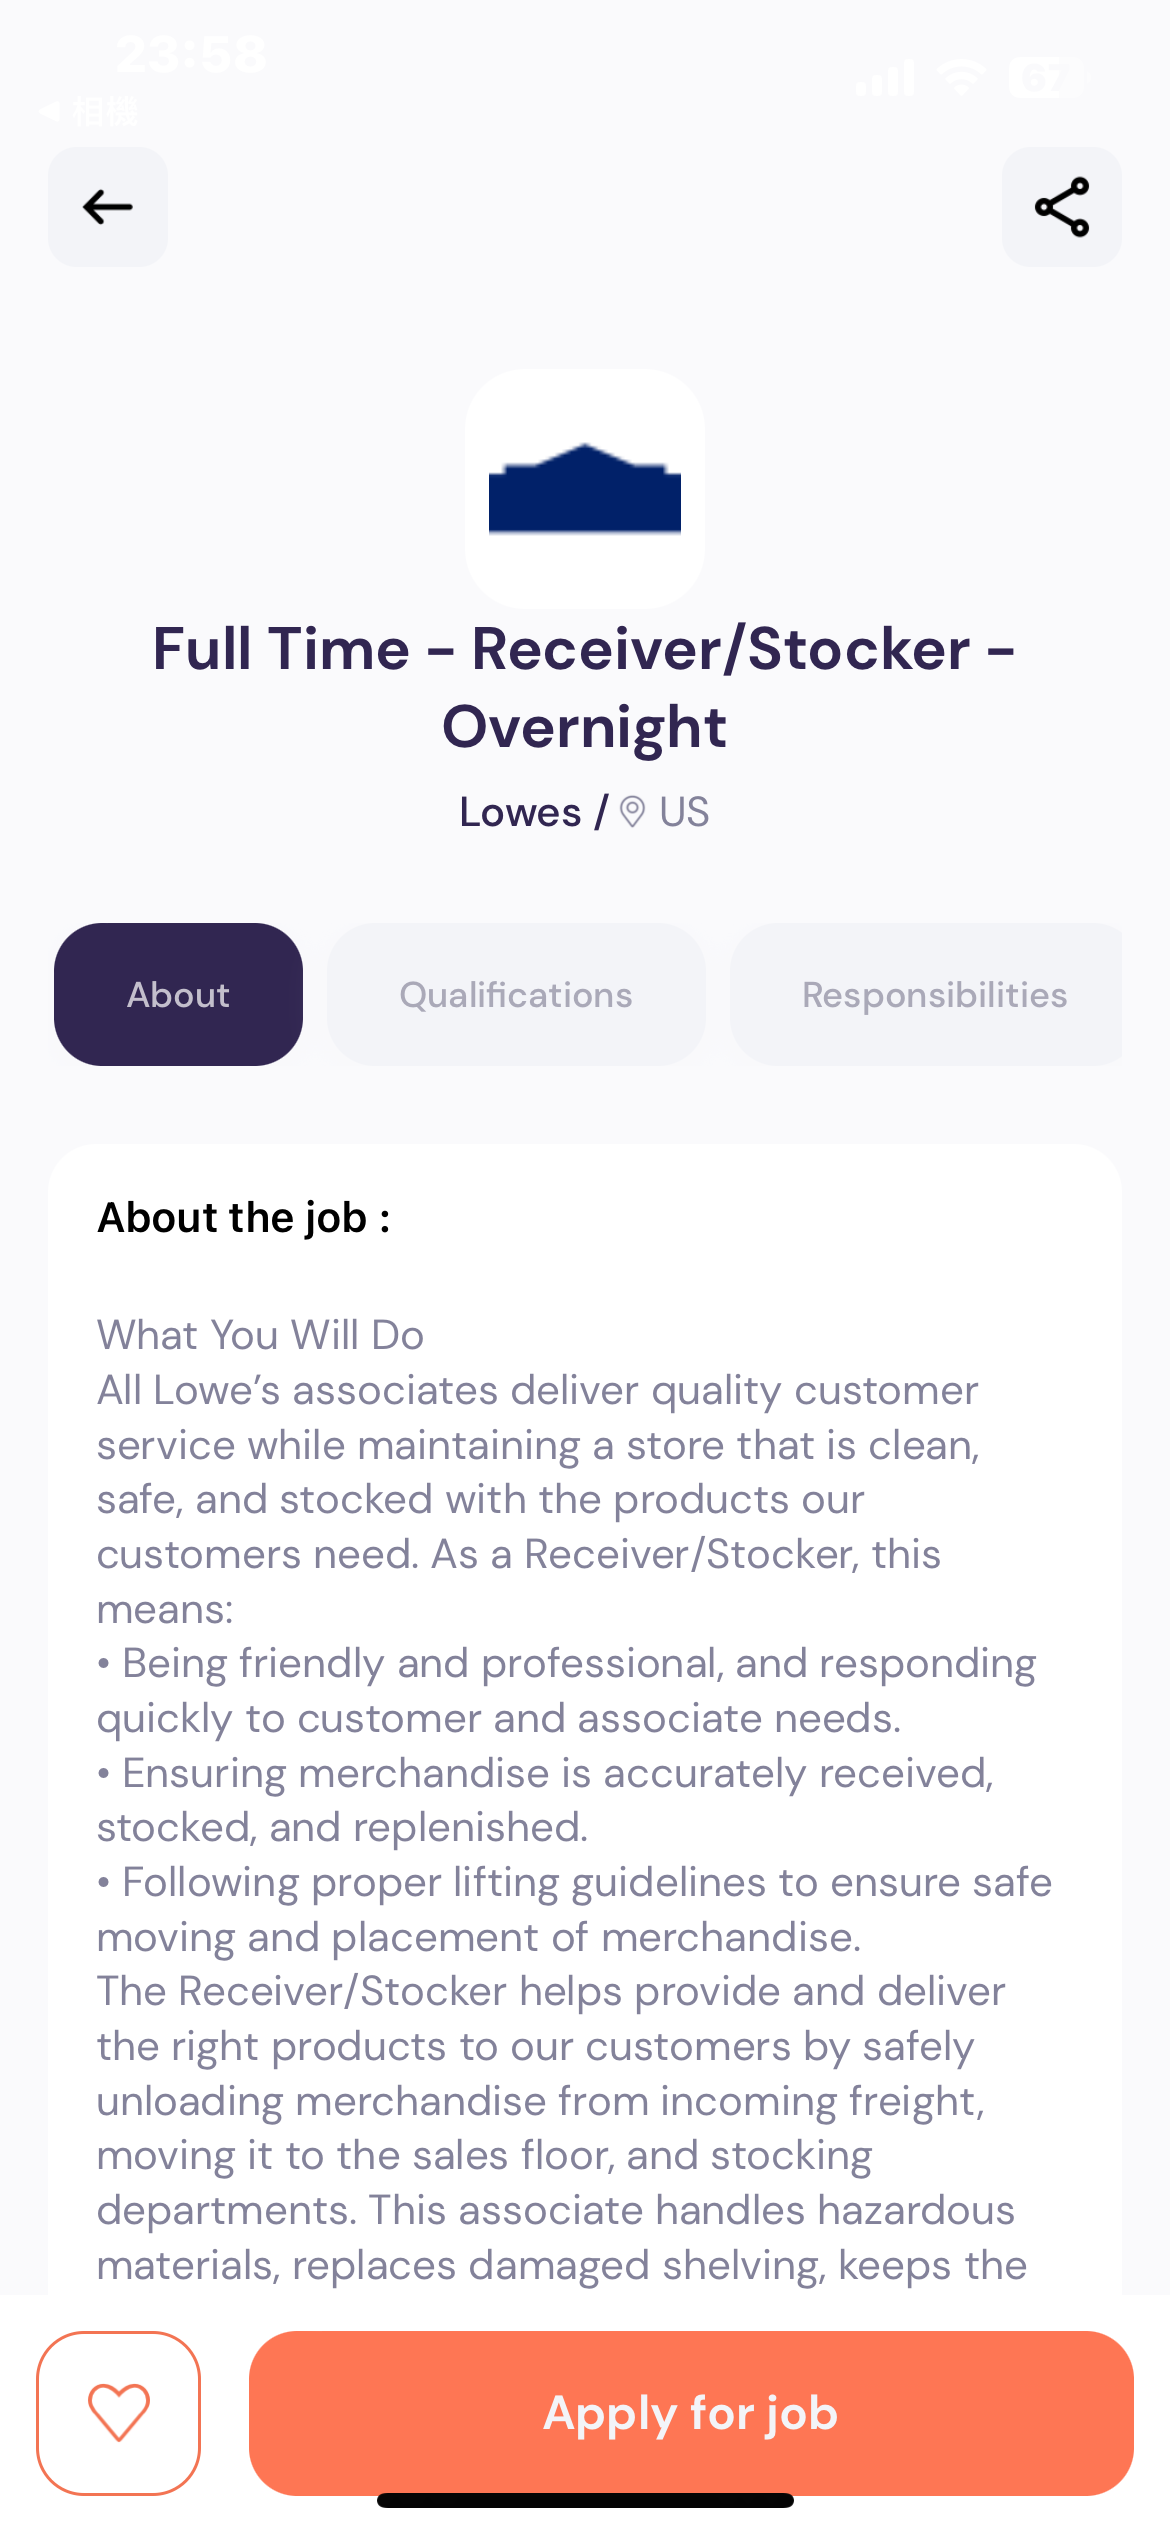 23:58
67
◀ 相機
Full Time - Receiver/Stocker -
Overnight
Lowes / US
About
Qualifications
Responsibilities
About the job :
What You Will Do
All Lowe’s associates deliver quality customer
service while maintaining a store that is clean,
safe, and stocked with the products our
customers need. As a Receiver/Stocker, this
means:
• Being friendly and professional, and responding
quickly to customer and associate needs.
• Ensuring merchandise is accurately received,
stocked, and replenished.
• Following proper lifting guidelines to ensure safe
moving and placement of merchandise.
The Receiver/Stocker helps provide and deliver
the right products to our customers by safely
unloading merchandise from incoming freight,
moving it to the sales floor, and stocking
departments. This associate handles hazardous
materials, replaces damaged shelving, keeps the
Apply for job